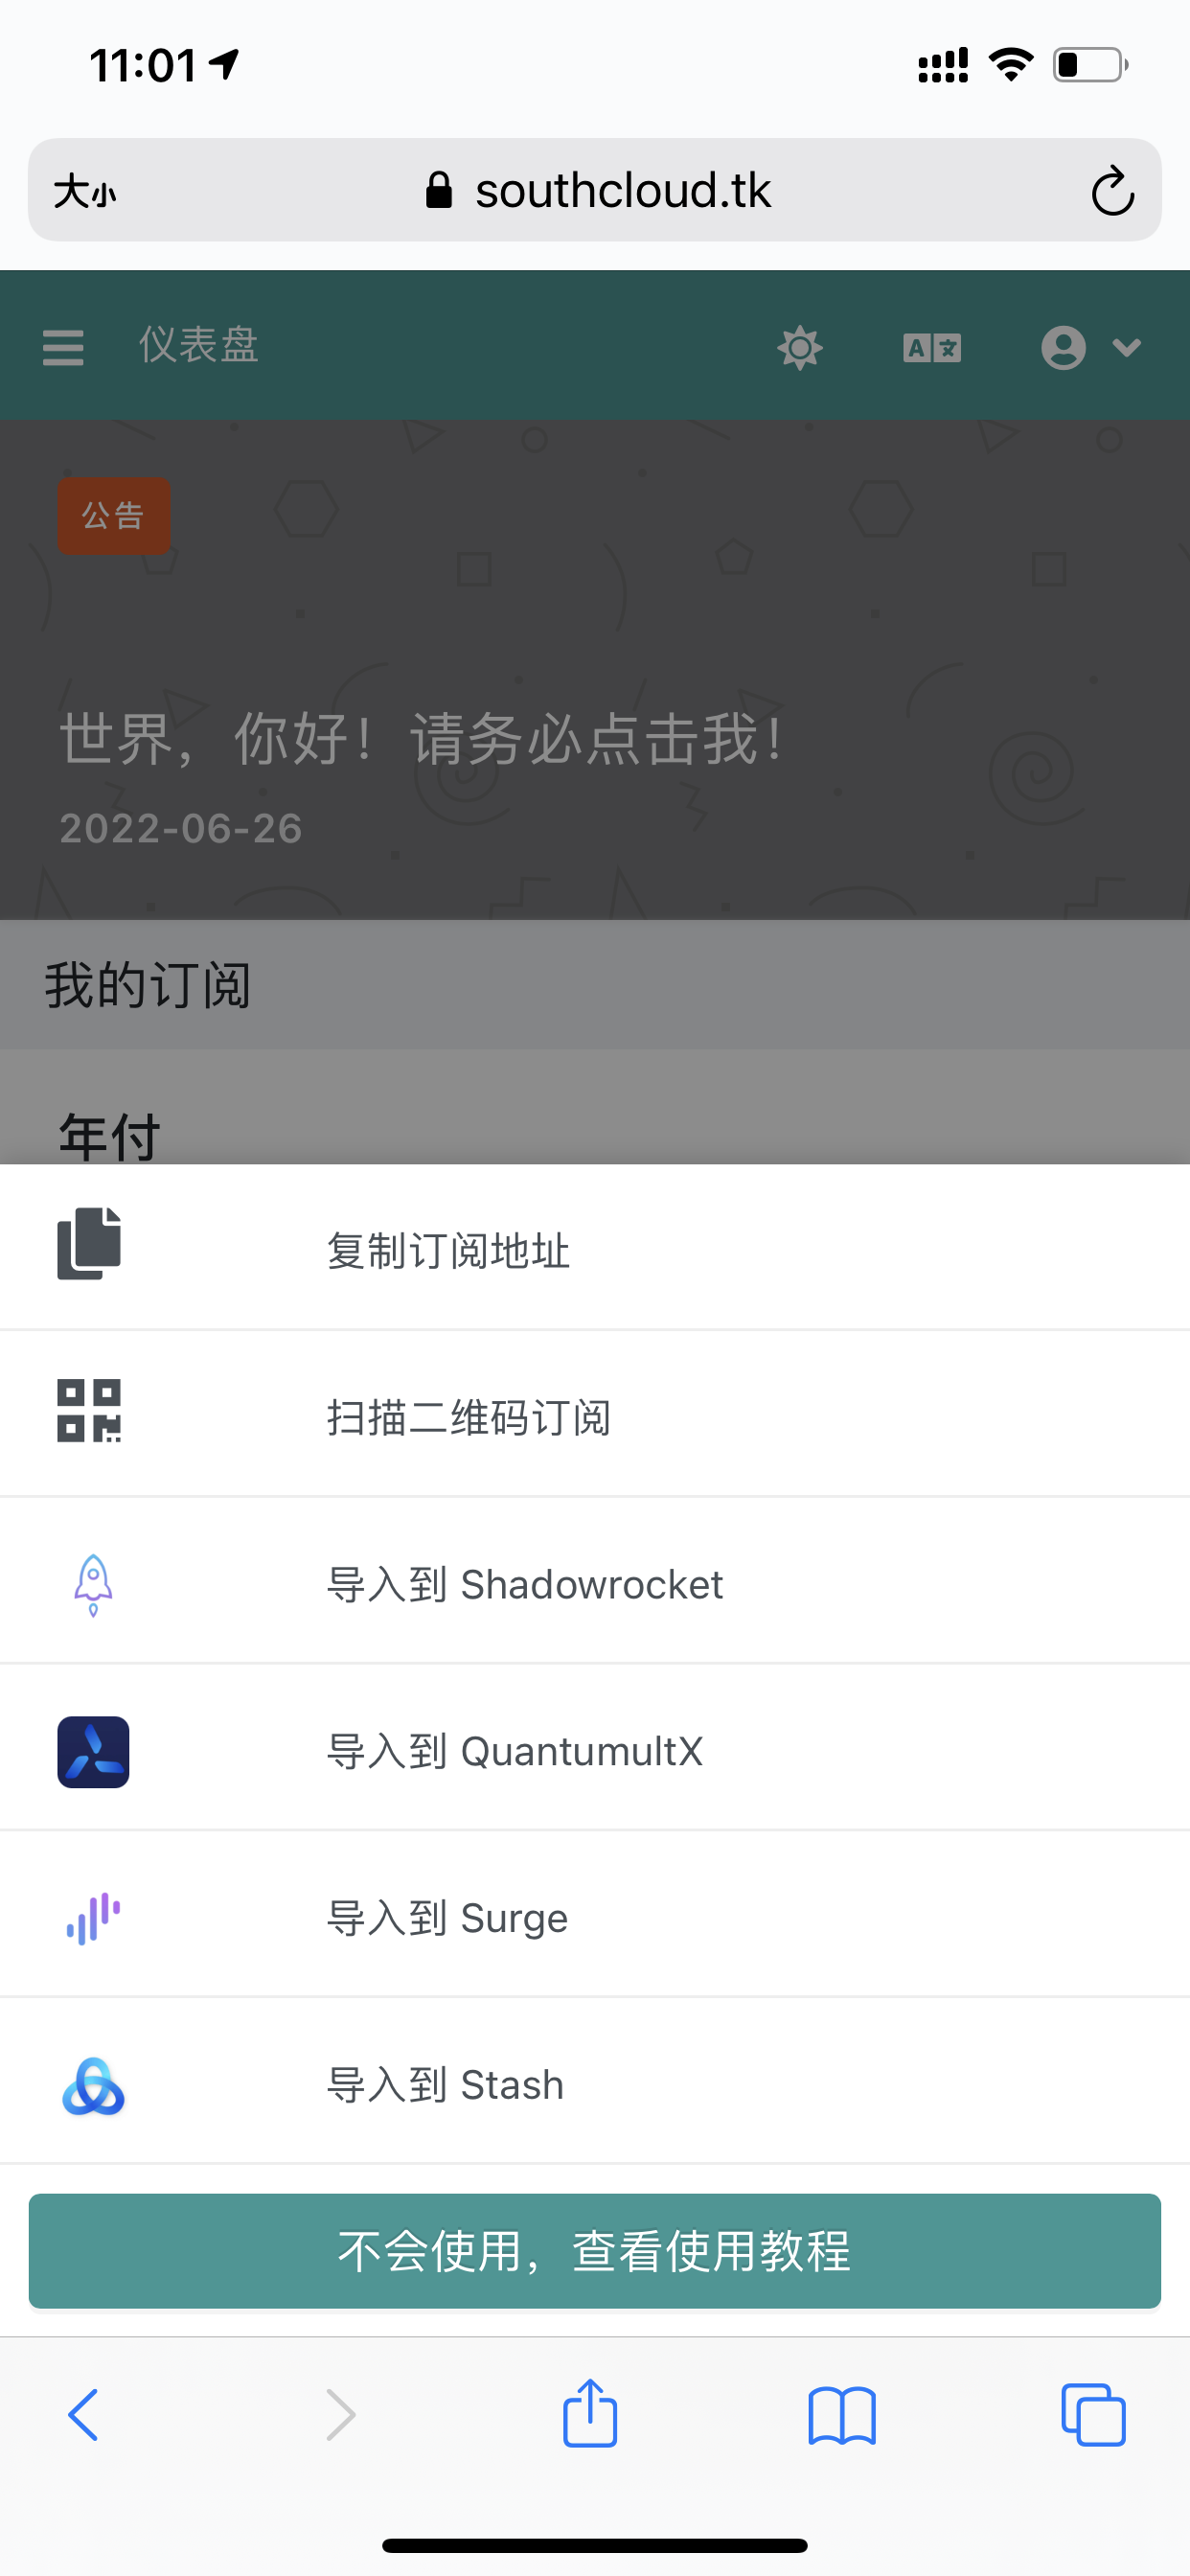 11:01
大小
southcloud.tk
仪表盘
A文
公告
世界，你好！请务必点击我！
2022-06-26
我的订阅
年付
复制订阅地址
扫描二维码订阅
导入到 Shadowrocket
导入到 QuantumultX
导入到 Surge
导入到 Stash
不会使用，查看使用教程